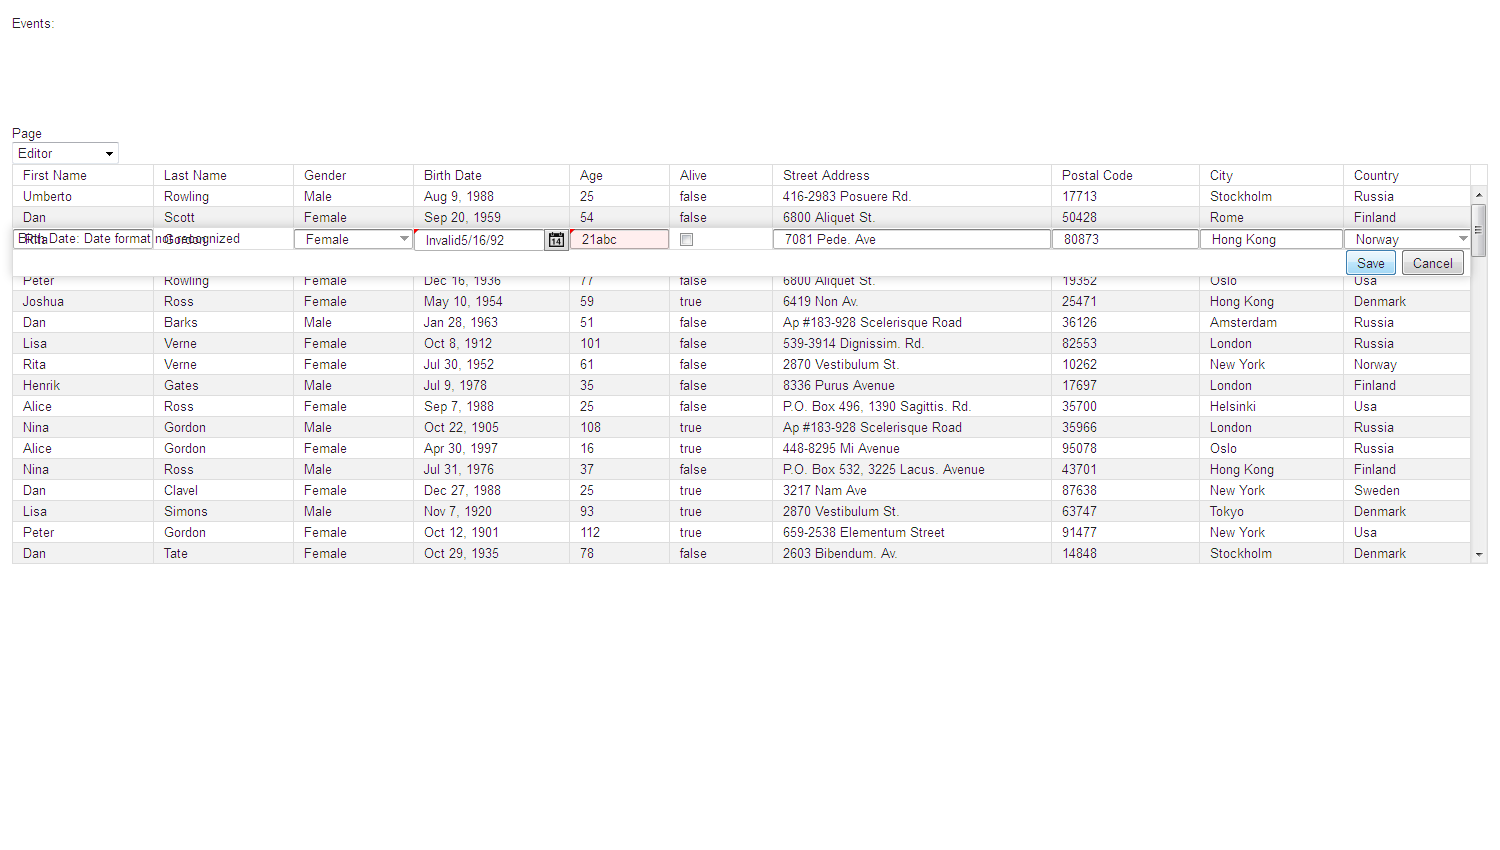 Events:
Page
Editor
First Name Last Name Gender Birth Date Age Alive Street Address Postal Code City Country
Umberto Rowling Male Aug 9, 1988 25 false 416-2983 Posuere Rd. 17713 Stockholm Russia
Dan Scott Female Sep 20, 1959 54 false 6800 Aliquet St. 50428 Rome Finland
Birth Date: Date format not recognized
Rita Gordon Female Invalid5/16/92 14 21abc 7081 Pede. Ave 80873 Hong Kong Norway
Save Cancel
Peter Rowling Female Dec 16, 1936 77 false 6800 Aliquet St. 19352 Oslo Usa
Joshua Ross Female May 10, 1954 59 true 6419 Non Av. 25471 Hong Kong Denmark
Dan Barks Male Jan 28, 1963 51 false Ap #183-928 Scelerisque Road 36126 Amsterdam Russia
Lisa Verne Female Oct 8, 1912 101 false 539-3914 Dignissim. Rd. 82553 London Russia
Rita Verne Female Jul 30, 1952 61 false 2870 Vestibulum St. 10262 New York Norway
Henrik Gates Male Jul 9, 1978 35 false 8336 Purus Avenue 17697 London Finland
Alice Ross Female Sep 7, 1988 25 false P.O. Box 496, 1390 Sagittis. Rd. 35700 Helsinki Usa
Nina Gordon Male Oct 22, 1905 108 true Ap #183-928 Scelerisque Road 35966 London Russia
Alice Gordon Female Apr 30, 1997 16 true 448-8295 Mi Avenue 95078 Oslo Russia
Nina Ross Male Jul 31, 1976 37 false P.O. Box 532, 3225 Lacus. Avenue 43701 Hong Kong Finland
Dan Clavel Female Dec 27, 1988 25 true 3217 Nam Ave 87638 New York Sweden
Lisa Simons Male Nov 7, 1920 93 true 2870 Vestibulum St. 63747 Tokyo Denmark
Peter Gordon Female Oct 12, 1901 112 true 659-2538 Elementum Street 91477 New York Usa
Dan Tate Female Oct 29, 1935 78 false 2603 Bibendum. Av. 14848 Stockholm Denmark